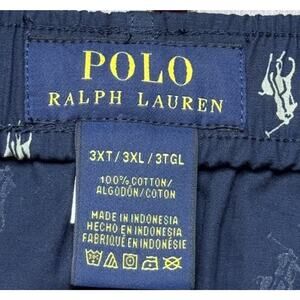 POLO
RALPH LAUREN
3XT / 3XL / 3TGL
100% COTTON/
ALGODÓN/COTON
MADE IN INDONESIA
HECHO EN INDONESIA
FABRIQUÉ EN INDONÉSIE